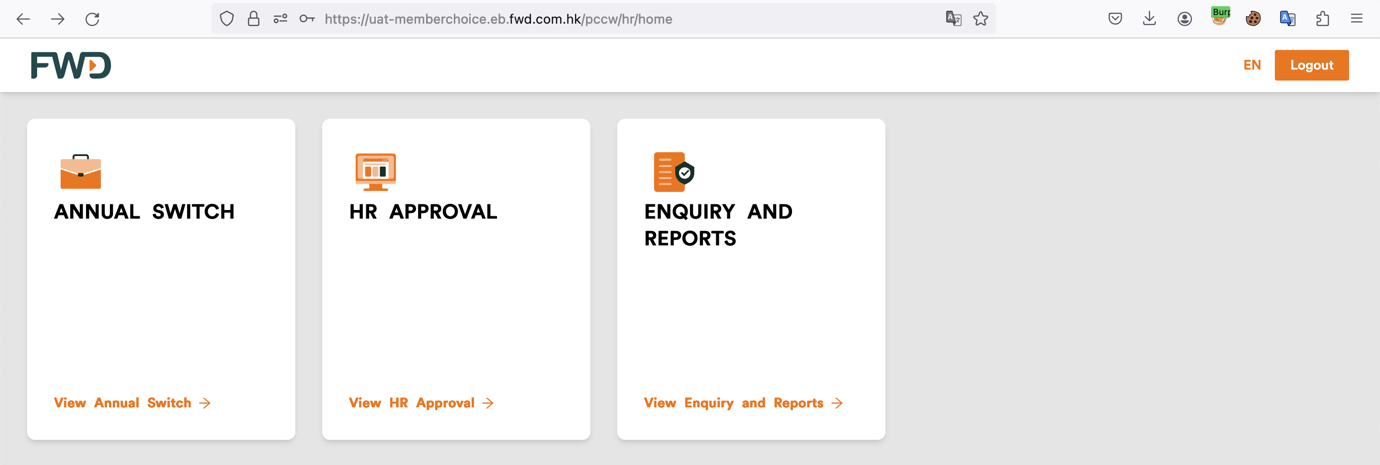 https://uat-memberchoice.eb.fwd.com.hk/pccw/hr/home
Burp
FWD
EN
Logout
ANNUAL SWITCH
HR APPROVAL
ENQUIRY AND
REPORTS
View Annual Switch →
View HR Approval →
View Enquiry and Reports →